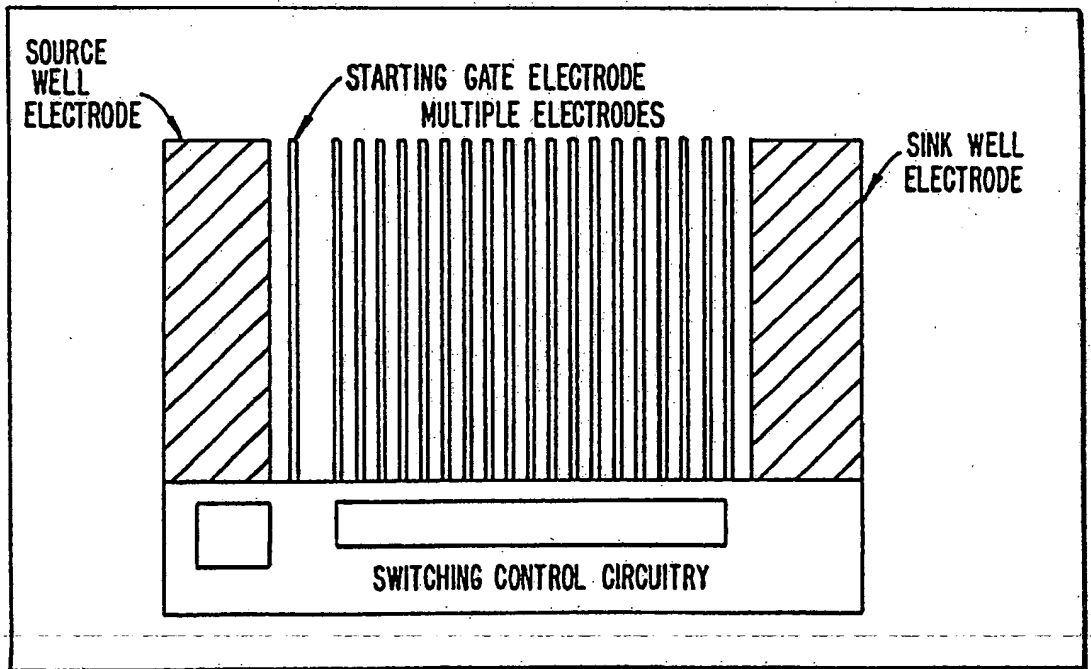 SOURCE
WELL
ELECTRODE
STARTING GATE ELECTRODE
MULTIPLE ELECTRODES
SINK WELL
ELECTRODE
SWITCHING CONTROL CIRCUITRY